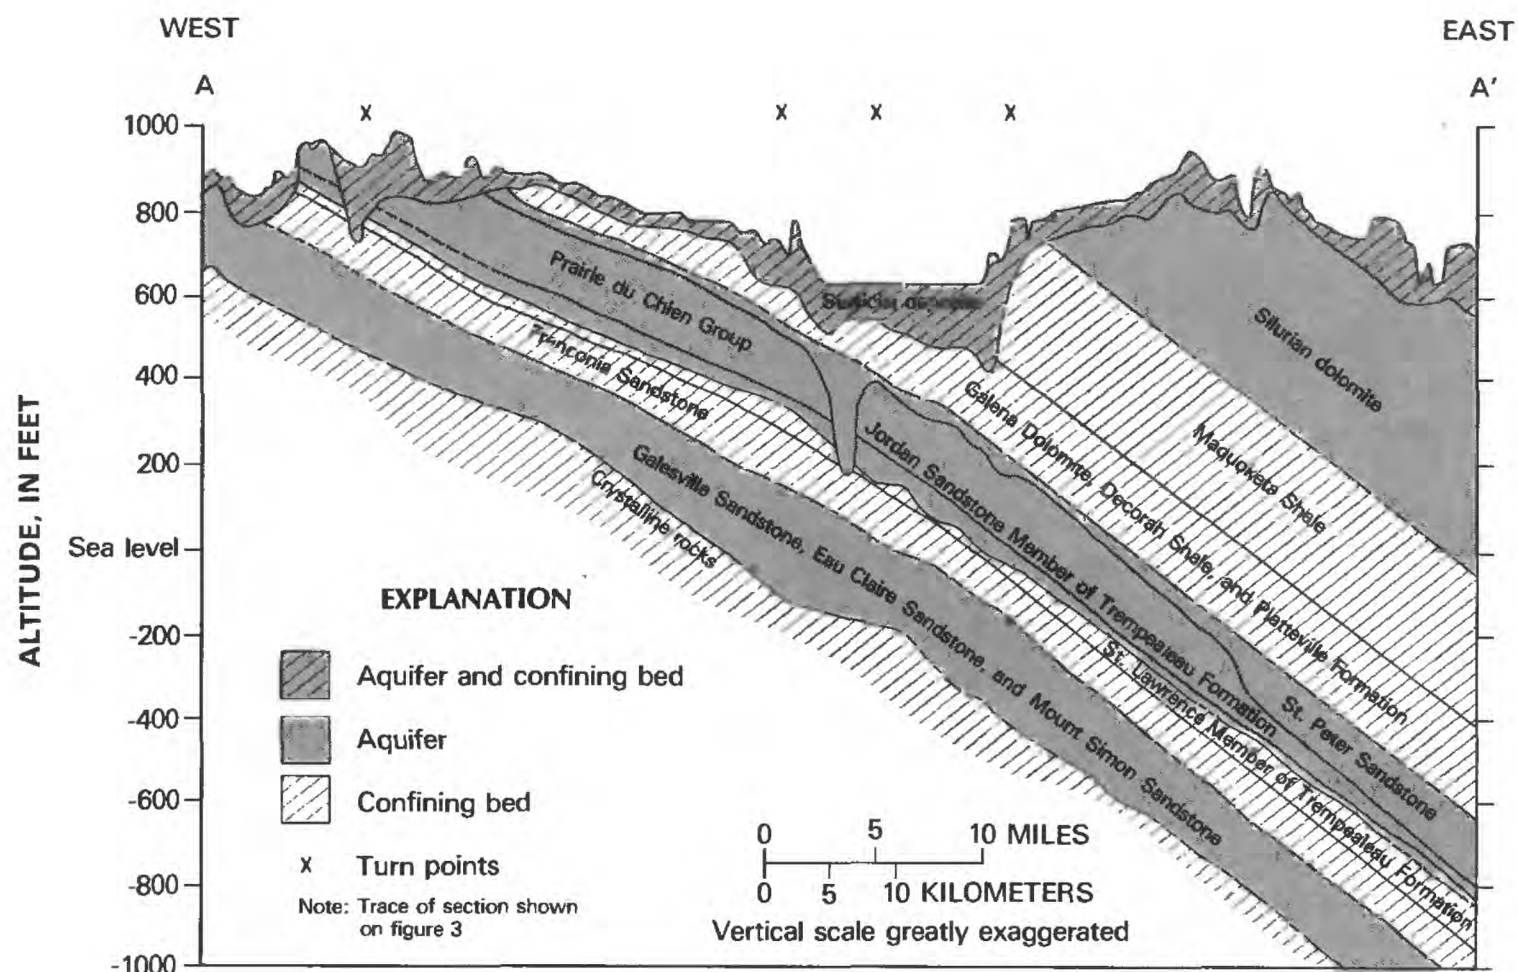 WEST
EAST
A
A'
x x x x
1000
800
600
400
200
Sea level
-200
-400
-600
-800
-1000
ALTITUDE, IN FEET
Prairie du Chien Group
Surficial deposits
Silurian dolomite
Franconia Sandstone
Galena Dolomite, Decorah Shale, and Platteville Formation
Maquoketa Shale
Jordan Sandstone Member of Trempealeau Formation
Galesville Sandstone, Eau Claire Sandstone, and Mount Simon Sandstone
Crystalline rocks
St. Lawrence Member of Trempealeau Formation
St. Peter Sandstone
EXPLANATION
Aquifer and confining bed
Aquifer
Confining bed
x Turn points
Note: Trace of section shown
on figure 3
0 5 10 MILES
0 5 10 KILOMETERS
Vertical scale greatly exaggerated